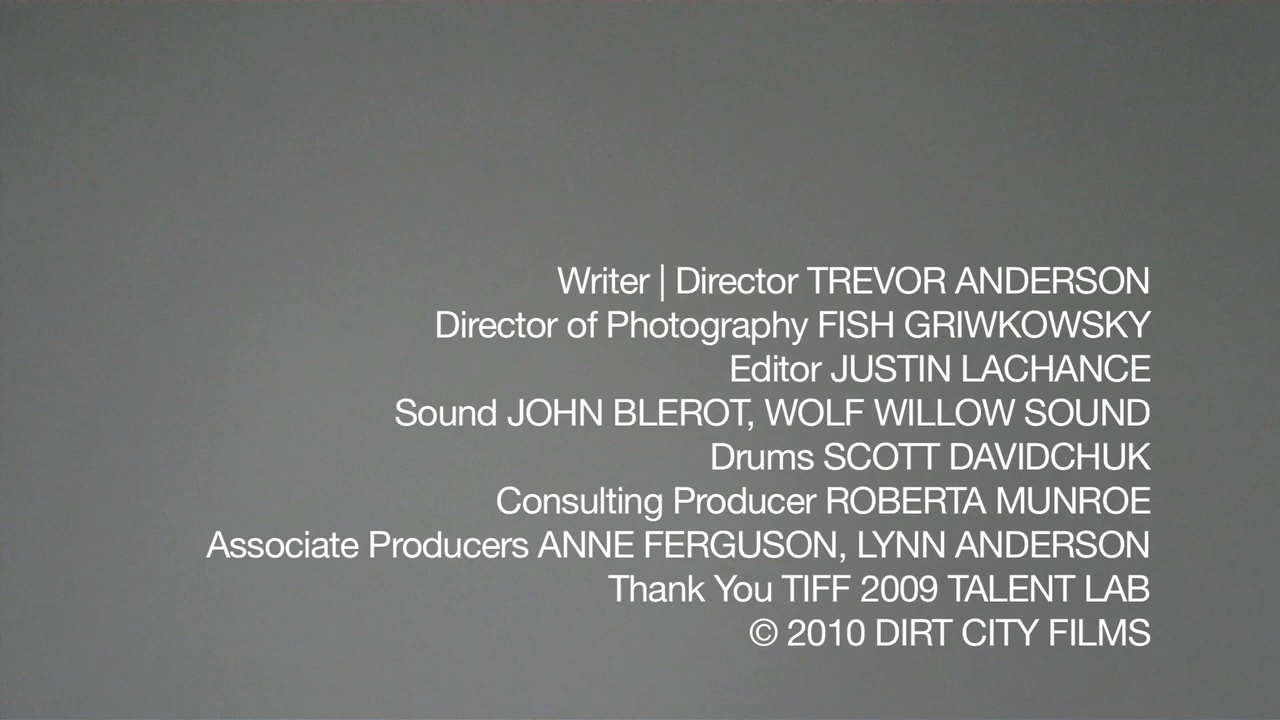 Writer | Director TREVOR ANDERSON
Director of Photography FISH GRIWKOWSKY
Editor JUSTIN LACHANCE
Sound JOHN BLEROT, WOLF WILLOW SOUND
Drums SCOTT DAVIDCHUK
Consulting Producer ROBERTA MUNROE
Associate Producers ANNE FERGUSON, LYNN ANDERSON
Thank You TIFF 2009 TALENT LAB
© 2010 DIRT CITY FILMS